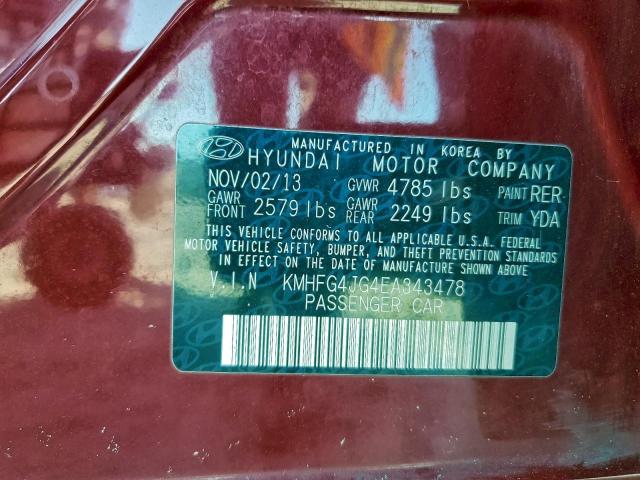 MANUFACTURED IN KOREA BY
HYUNDAI MOTOR COMPANY
NOV/02/13 GVWR 4785 lbs PAINT RER
GAWR FRONT 2579 lbs GAWR REAR 2249 lbs TRIM YDA
THIS VEHICLE CONFORMS TO ALL APPLICABLE U.S.A. FEDERAL
MOTOR VEHICLE SAFETY, BUMPER, AND THEFT PREVENTION STANDARDS
IN EFFECT ON THE DATE OF MANUFACTURE SHOWN ABOVE.
V.I.N KMHFG4JG4EA343478
PASSENGER CAR